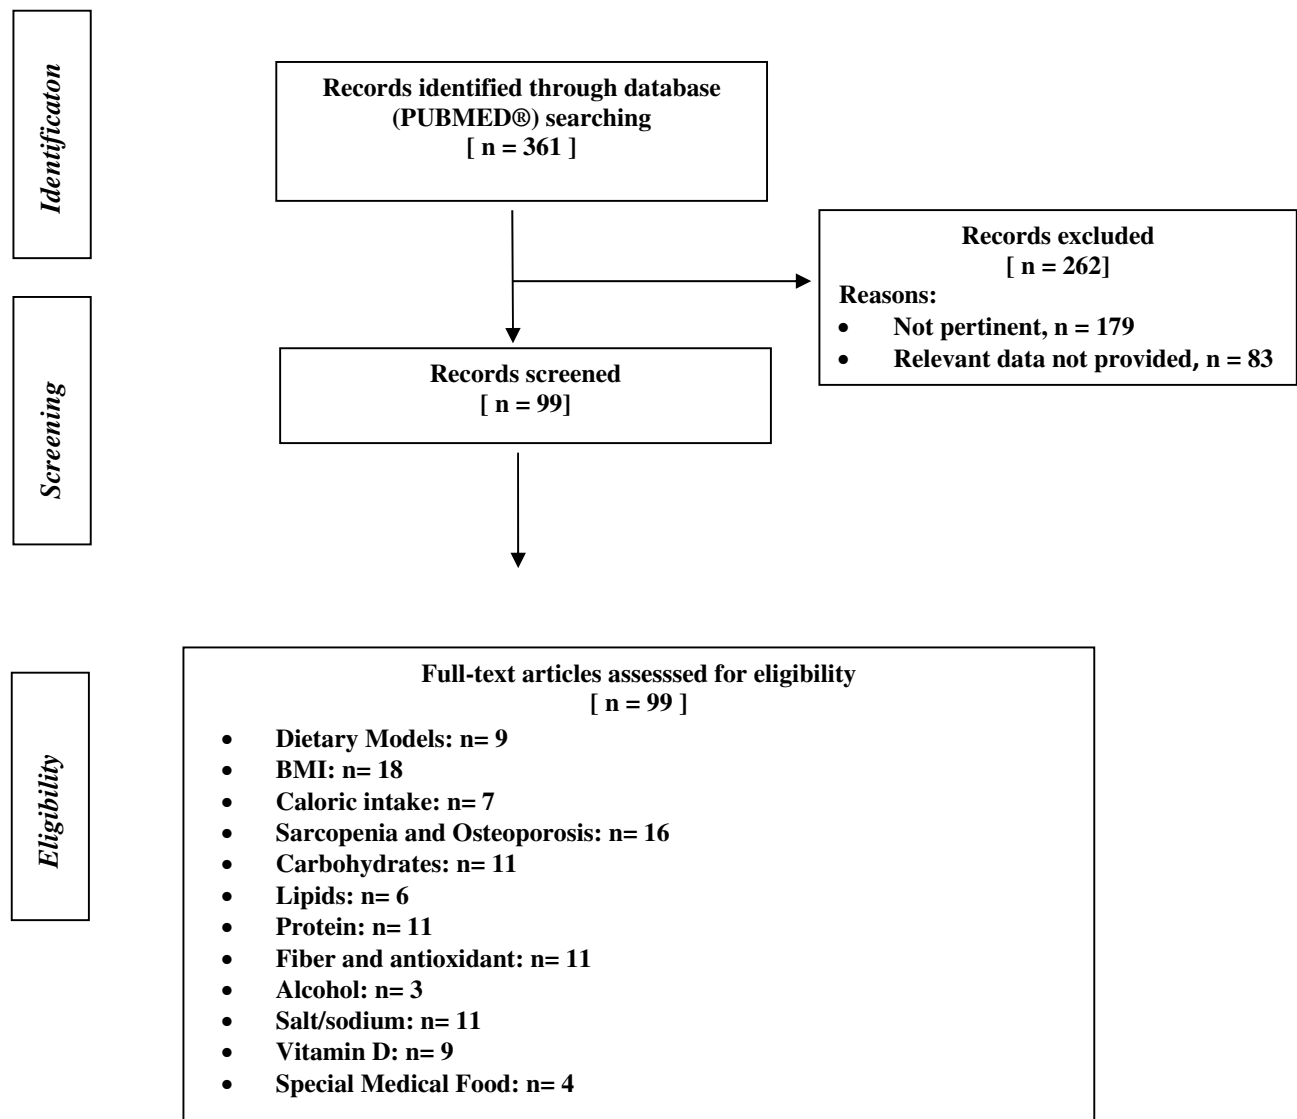 Identificaton
Records identified through database
(PUBMED®) searching
[ n = 361 ]
Records excluded
[ n = 262]
Reasons:
• Not pertinent, n = 179
• Relevant data not provided, n = 83
Screening
Records screened
[ n = 99]
Eligibility
Full-text articles assesssed for eligibility
[ n = 99 ]
• Dietary Models: n= 9
• BMI: n= 18
• Caloric intake: n= 7
• Sarcopenia and Osteoporosis: n= 16
• Carbohydrates: n= 11
• Lipids: n= 6
• Protein: n= 11
• Fiber and antioxidant: n= 11
• Alcohol: n= 3
• Salt/sodium: n= 11
• Vitamin D: n= 9
• Special Medical Food: n= 4